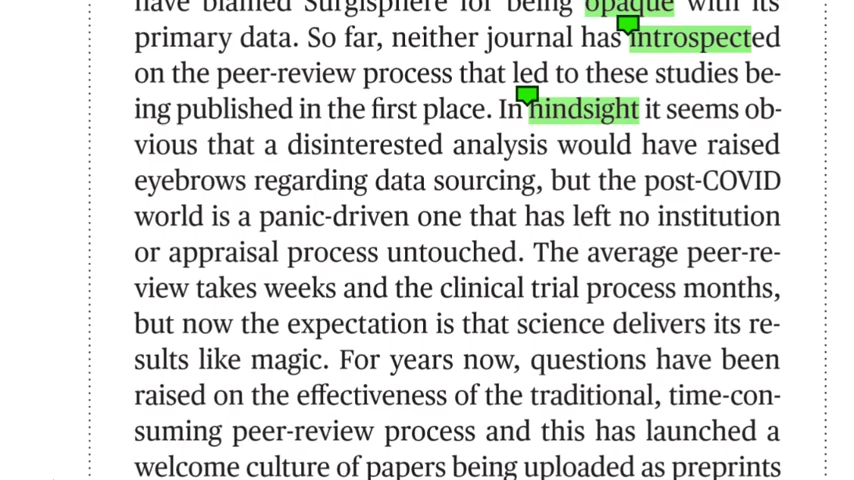 have blamed Surgisphere for being opaque with its
primary data. So far, neither journal has introspected
on the peer-review process that led to these studies be-
ing published in the first place. In hindsight it seems ob-
vious that a disinterested analysis would have raised
eyebrows regarding data sourcing, but the post-COVID
world is a panic-driven one that has left no institution
or appraisal process untouched. The average peer-re-
view takes weeks and the clinical trial process months,
but now the expectation is that science delivers its re-
sults like magic. For years now, questions have been
raised on the effectiveness of the traditional, time-con-
suming peer-review process and this has launched a
welcome culture of papers being uploaded as preprints